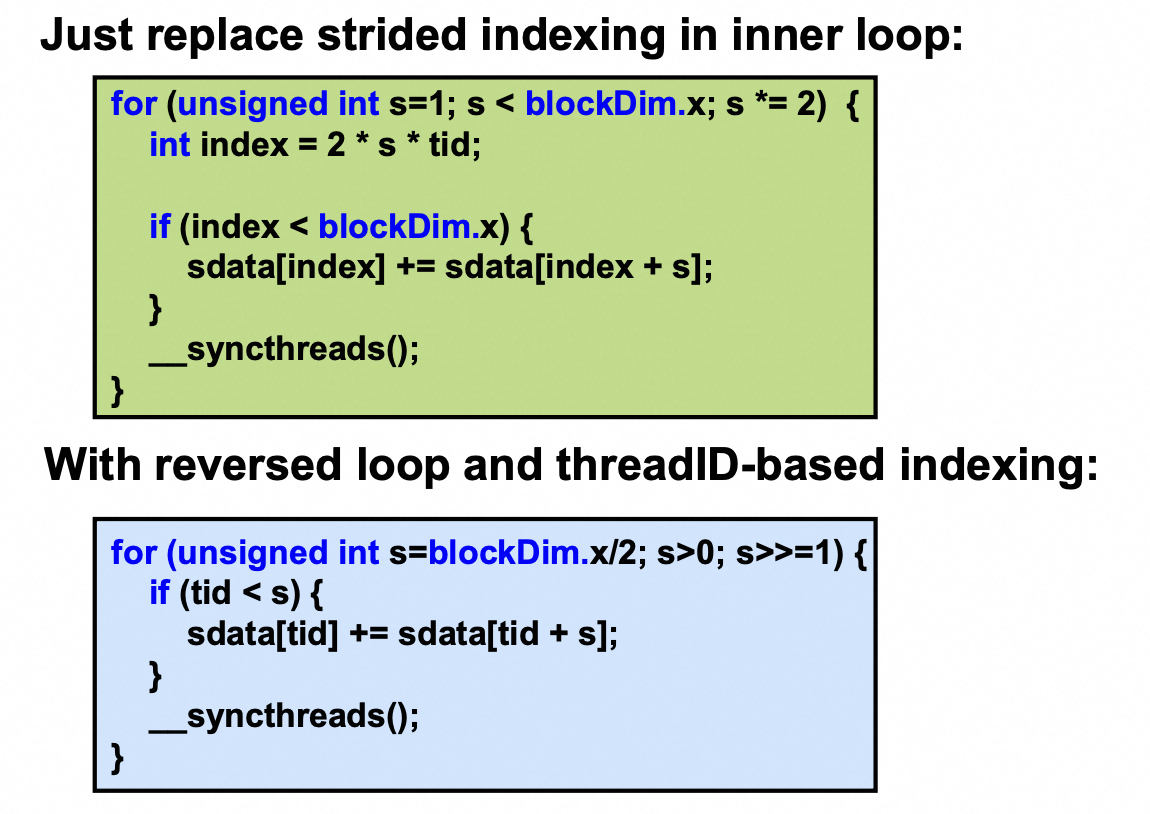 Just replace strided indexing in inner loop:
for (unsigned int s=1; s < blockDim.x; s *= 2) {
int index = 2 * s * tid;
if (index < blockDim.x) {
sdata[index] += sdata[index + s];
}
__syncthreads();
}
With reversed loop and threadID-based indexing:
for (unsigned int s=blockDim.x/2; s>0; s>>=1) {
if (tid < s) {
sdata[tid] += sdata[tid + s];
}
__syncthreads();
}